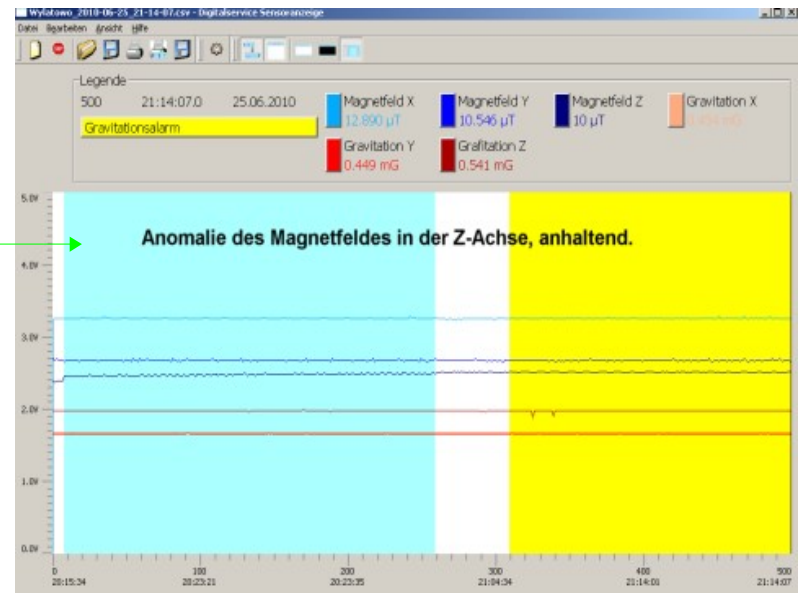 Wylatowo_2010-06-25_21-14-07.csv - Digitalservice Sensoranzeige
Datei Bearbeiten Ansicht Hilfe
Legende
500 21:14:07.0 25.06.2010
Gravitationsalarm
Magnetfeld X Magnetfeld Y Magnetfeld Z Gravitation X
12.890 µT 10.546 µT 10 µT
Gravitation Y Grafitation Z
0.449 mG 0.541 mG
5.0V
Anomalie des Magnetfeldes in der Z-Achse, anhaltend.
4.0V
3.0V
2.0V
1.0V
0.0V
0 100 200 300 400 500
20:15:34 20:23:21 20:23:35 21:04:34 21:14:01 21:14:07